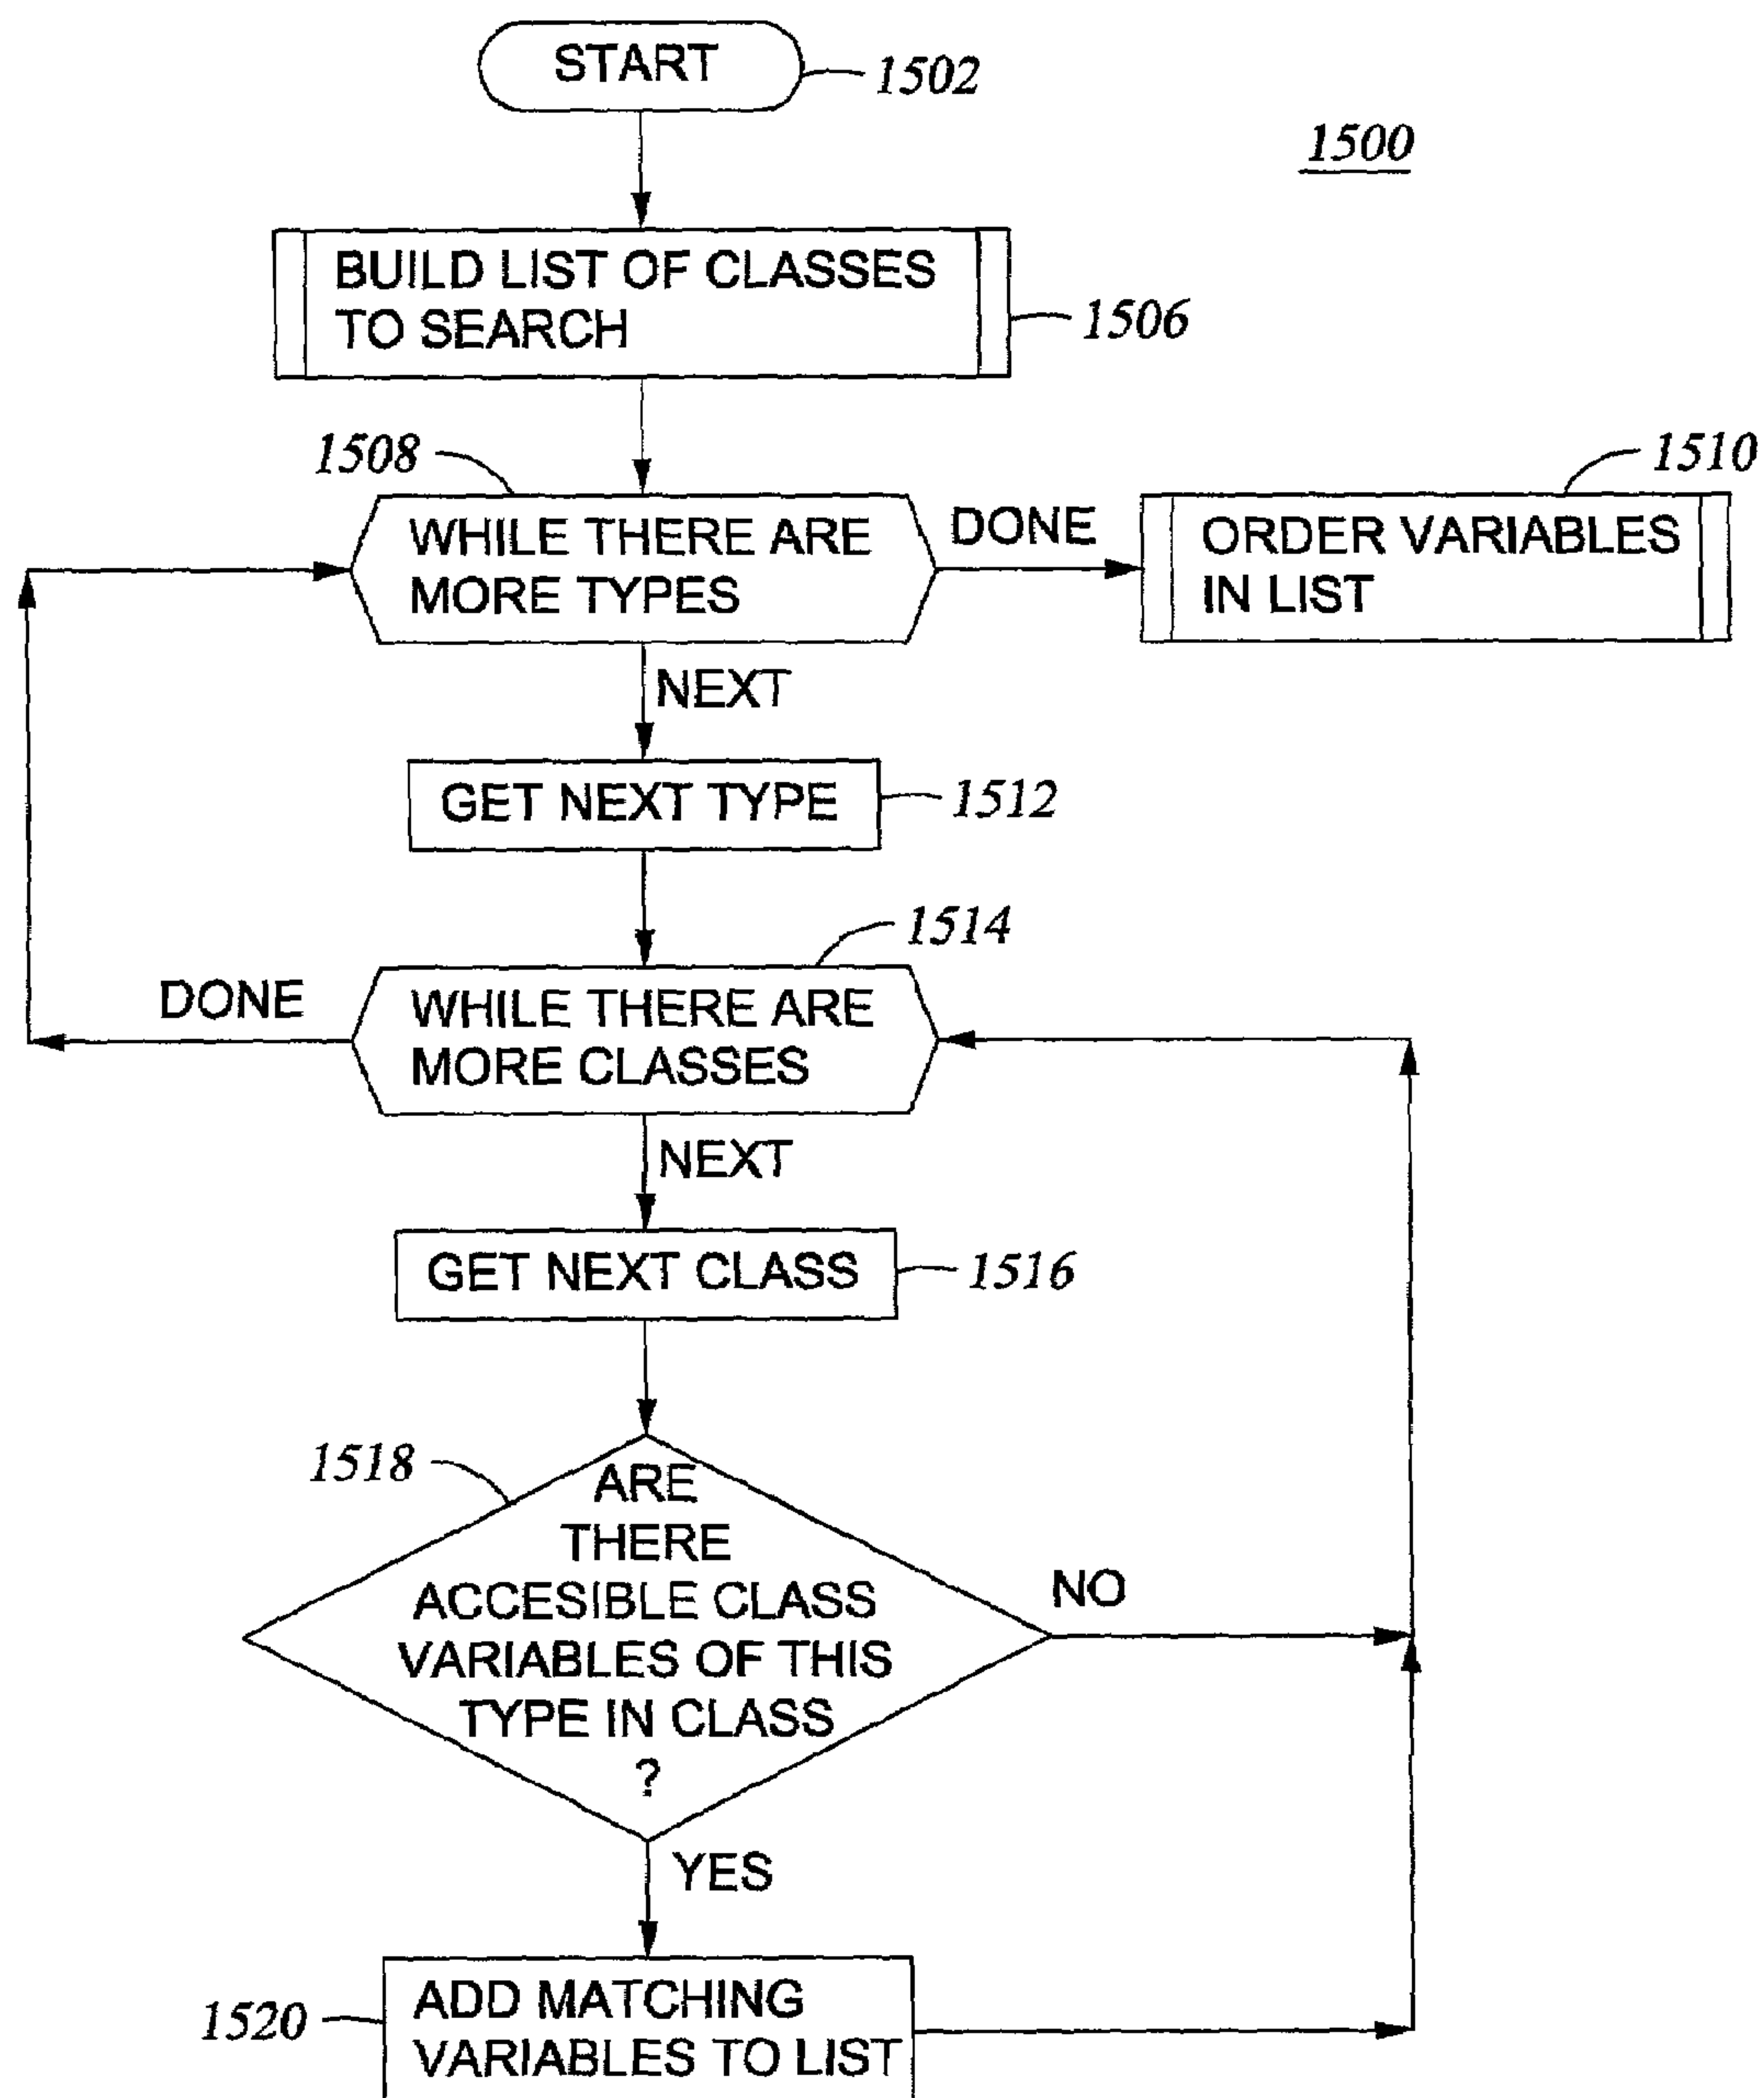 START
1502
1500
BUILD LIST OF CLASSES
TO SEARCH
1506
1508
1510
WHILE THERE ARE
MORE TYPES
DONE
ORDER VARIABLES
IN LIST
NEXT
GET NEXT TYPE
1512
1514
DONE
WHILE THERE ARE
MORE CLASSES
NEXT
GET NEXT CLASS
1516
1518
ARE
THERE
ACCESIBLE CLASS
VARIABLES OF THIS
TYPE IN CLASS
?
NO
YES
1520
ADD MATCHING
VARIABLES TO LIST